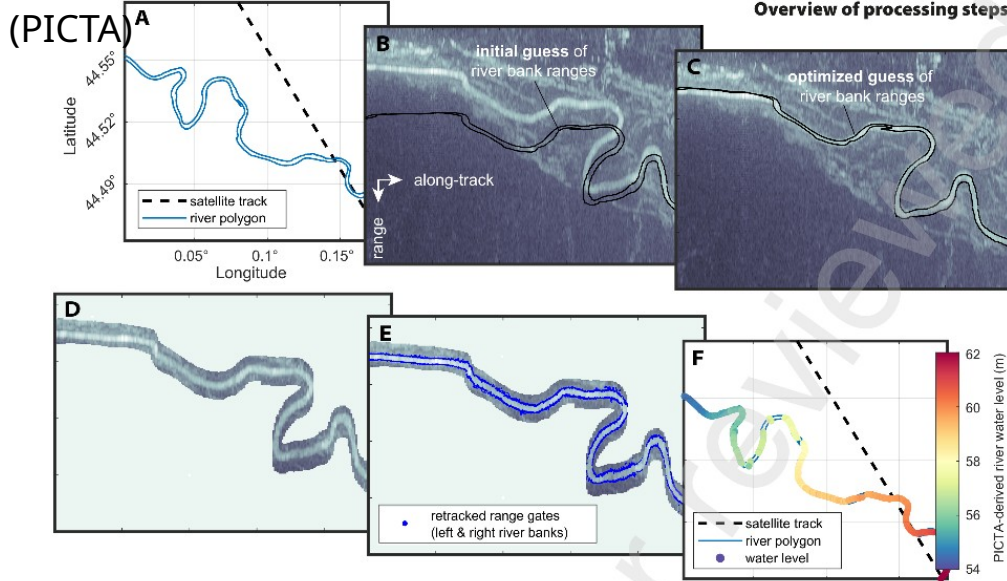 Overview of processing steps
(PICTA)
A
44.55°
44.52°
44.49°
Latitude
satellite track
river polygon
0.05°
0.1°
0.15°
Longitude
B
initial guess of
river bank ranges
along-track
range
C
optimized guess of
river bank ranges
D
E
retracked range gates
(left & right river banks)
F
satellite track
river polygon
water level
62
60
58
56
54
PICTA-derived river water level (m)
review